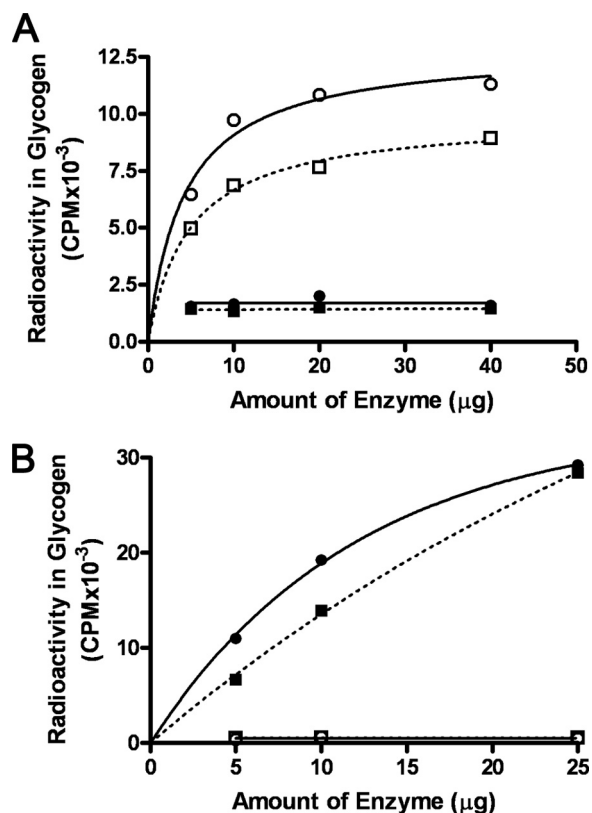 A
Radioactivity in Glycogen
(CPMx10-3)
12.5
10.0
7.5
5.0
2.5
0.0
0 10 20 30 40 50
Amount of Enzyme (μg)
B
Radioactivity in Glycogen
(CPMx10-3)
30
20
10
0
0 5 10 15 20 25
Amount of Enzyme (μg)